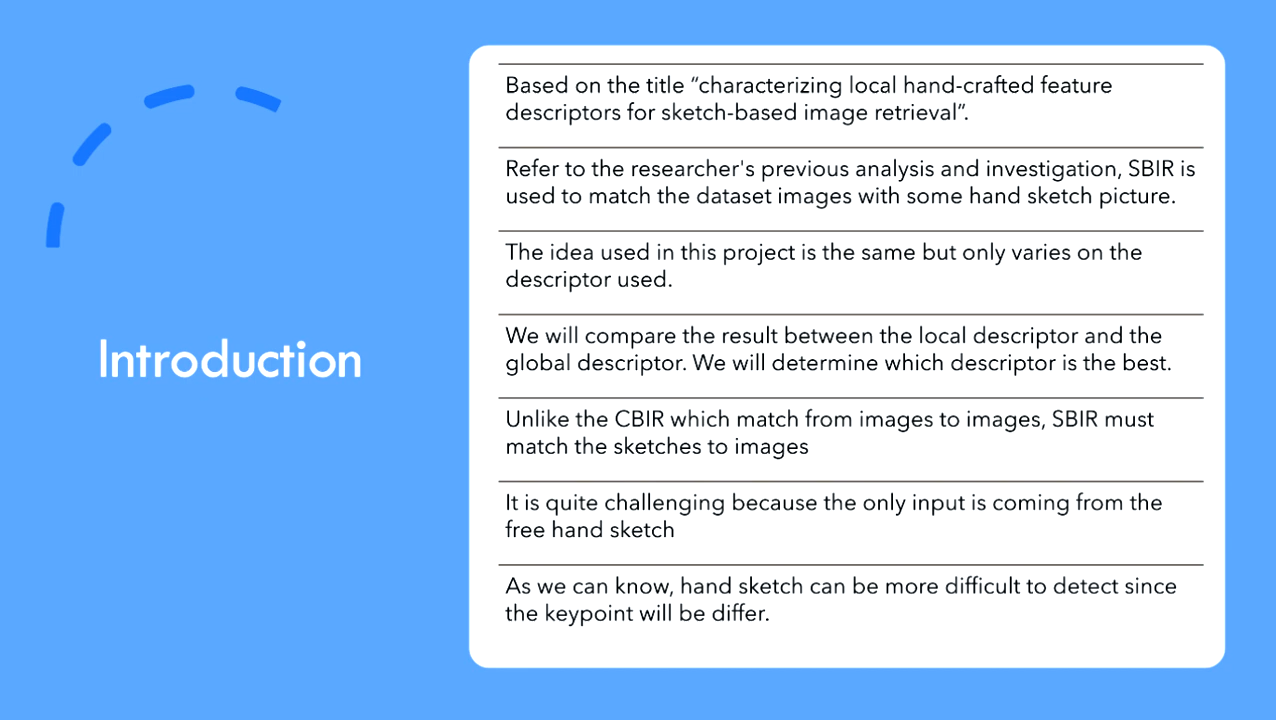 Introduction
Based on the title “characterizing local hand-crafted feature
descriptors for sketch-based image retrieval”.
Refer to the researcher's previous analysis and investigation, SBIR is
used to match the dataset images with some hand sketch picture.
The idea used in this project is the same but only varies on the
descriptor used.
We will compare the result between the local descriptor and the
global descriptor. We will determine which descriptor is the best.
Unlike the CBIR which match from images to images, SBIR must
match the sketches to images
It is quite challenging because the only input is coming from the
free hand sketch
As we can know, hand sketch can be more difficult to detect since
the keypoint will be differ.